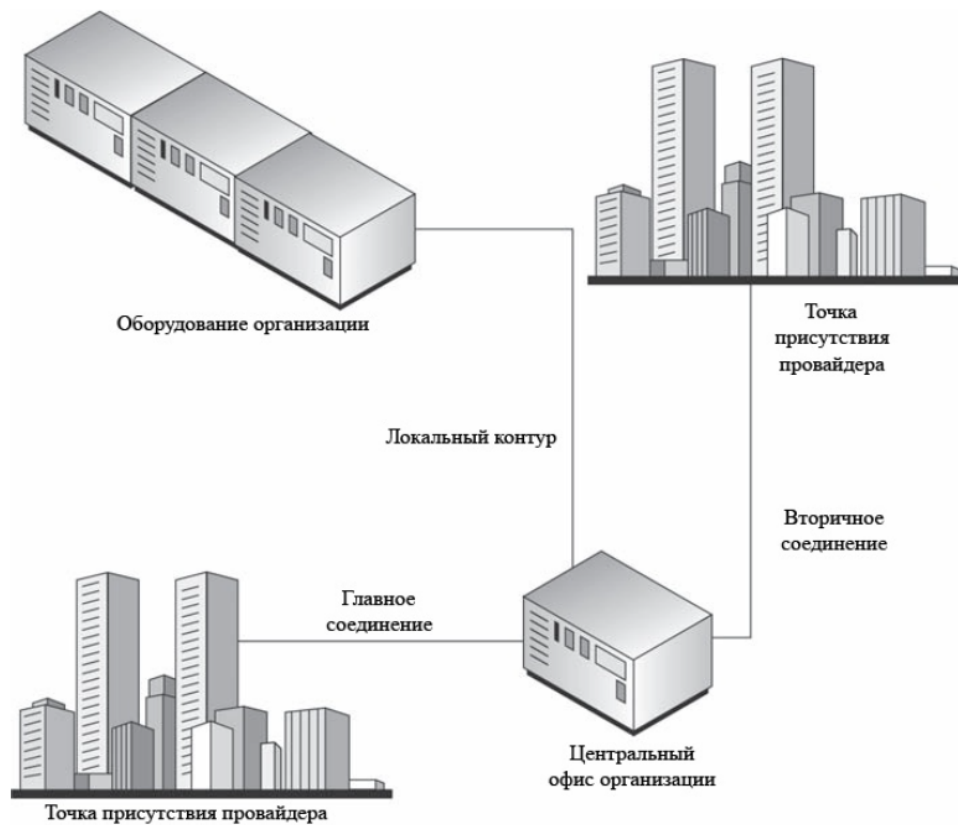 Оборудование организации
Точка
присутствия
провайдера
Локальный контур
Вторичное
соединение
Главное
соединение
Центральный
офис организации
Точка присутствия провайдера